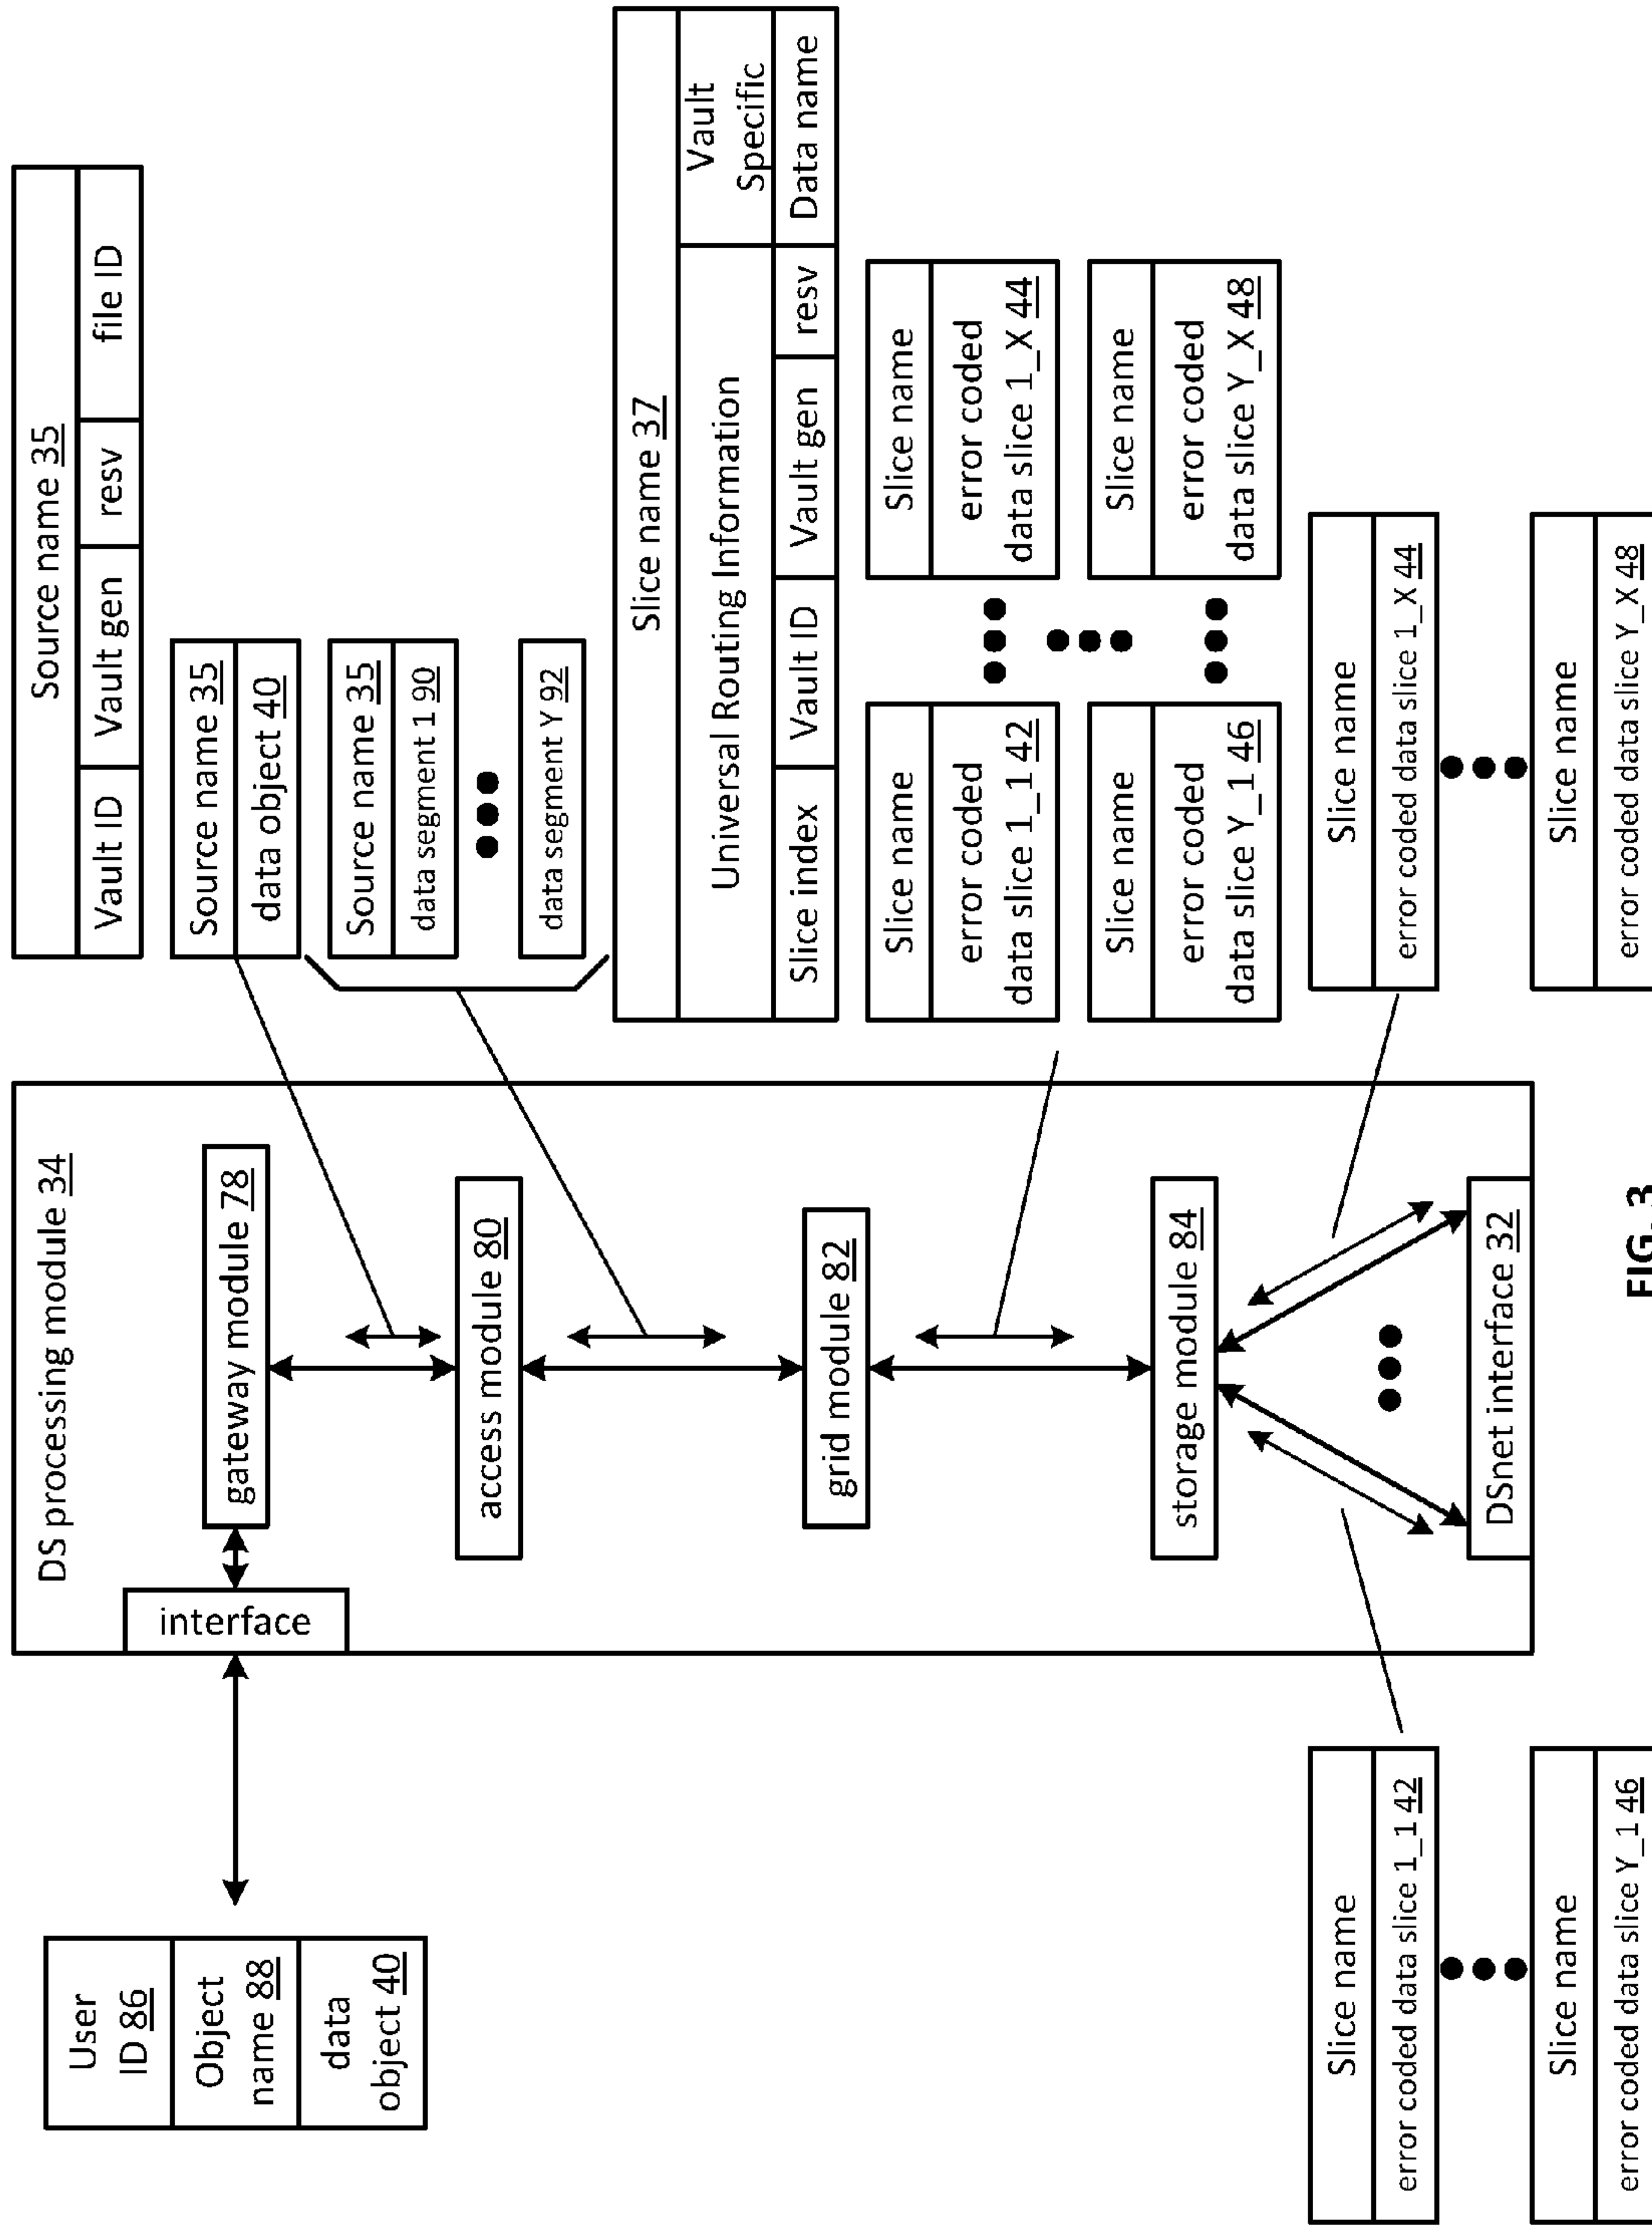 DS processing module 34
User
ID 86
Object
name 88
data
object 40
interface
gateway module 78
access module 80
grid module 82
storage module 84
DSnet interface 32
Source name 35
Vault ID
Vault gen
resv
file ID
Source name 35
data object 40
Source name 35
data segment 1 90
data segment Y 92
Slice name 37
Universal Routing Information
Vault
Specific
Slice index
Vault ID
Vault gen
resv
Data name
Slice name
error coded
data slice 1_1 42
Slice name
error coded
data slice 1_X 44
Slice name
error coded
data slice Y_1 46
Slice name
error coded
data slice Y_X 48
Slice name
error coded data slice 1_1 42
Slice name
error coded data slice Y_1 46
Slice name
error coded data slice 1_X 44
Slice name
error coded data slice Y_X 48
FIG. 3